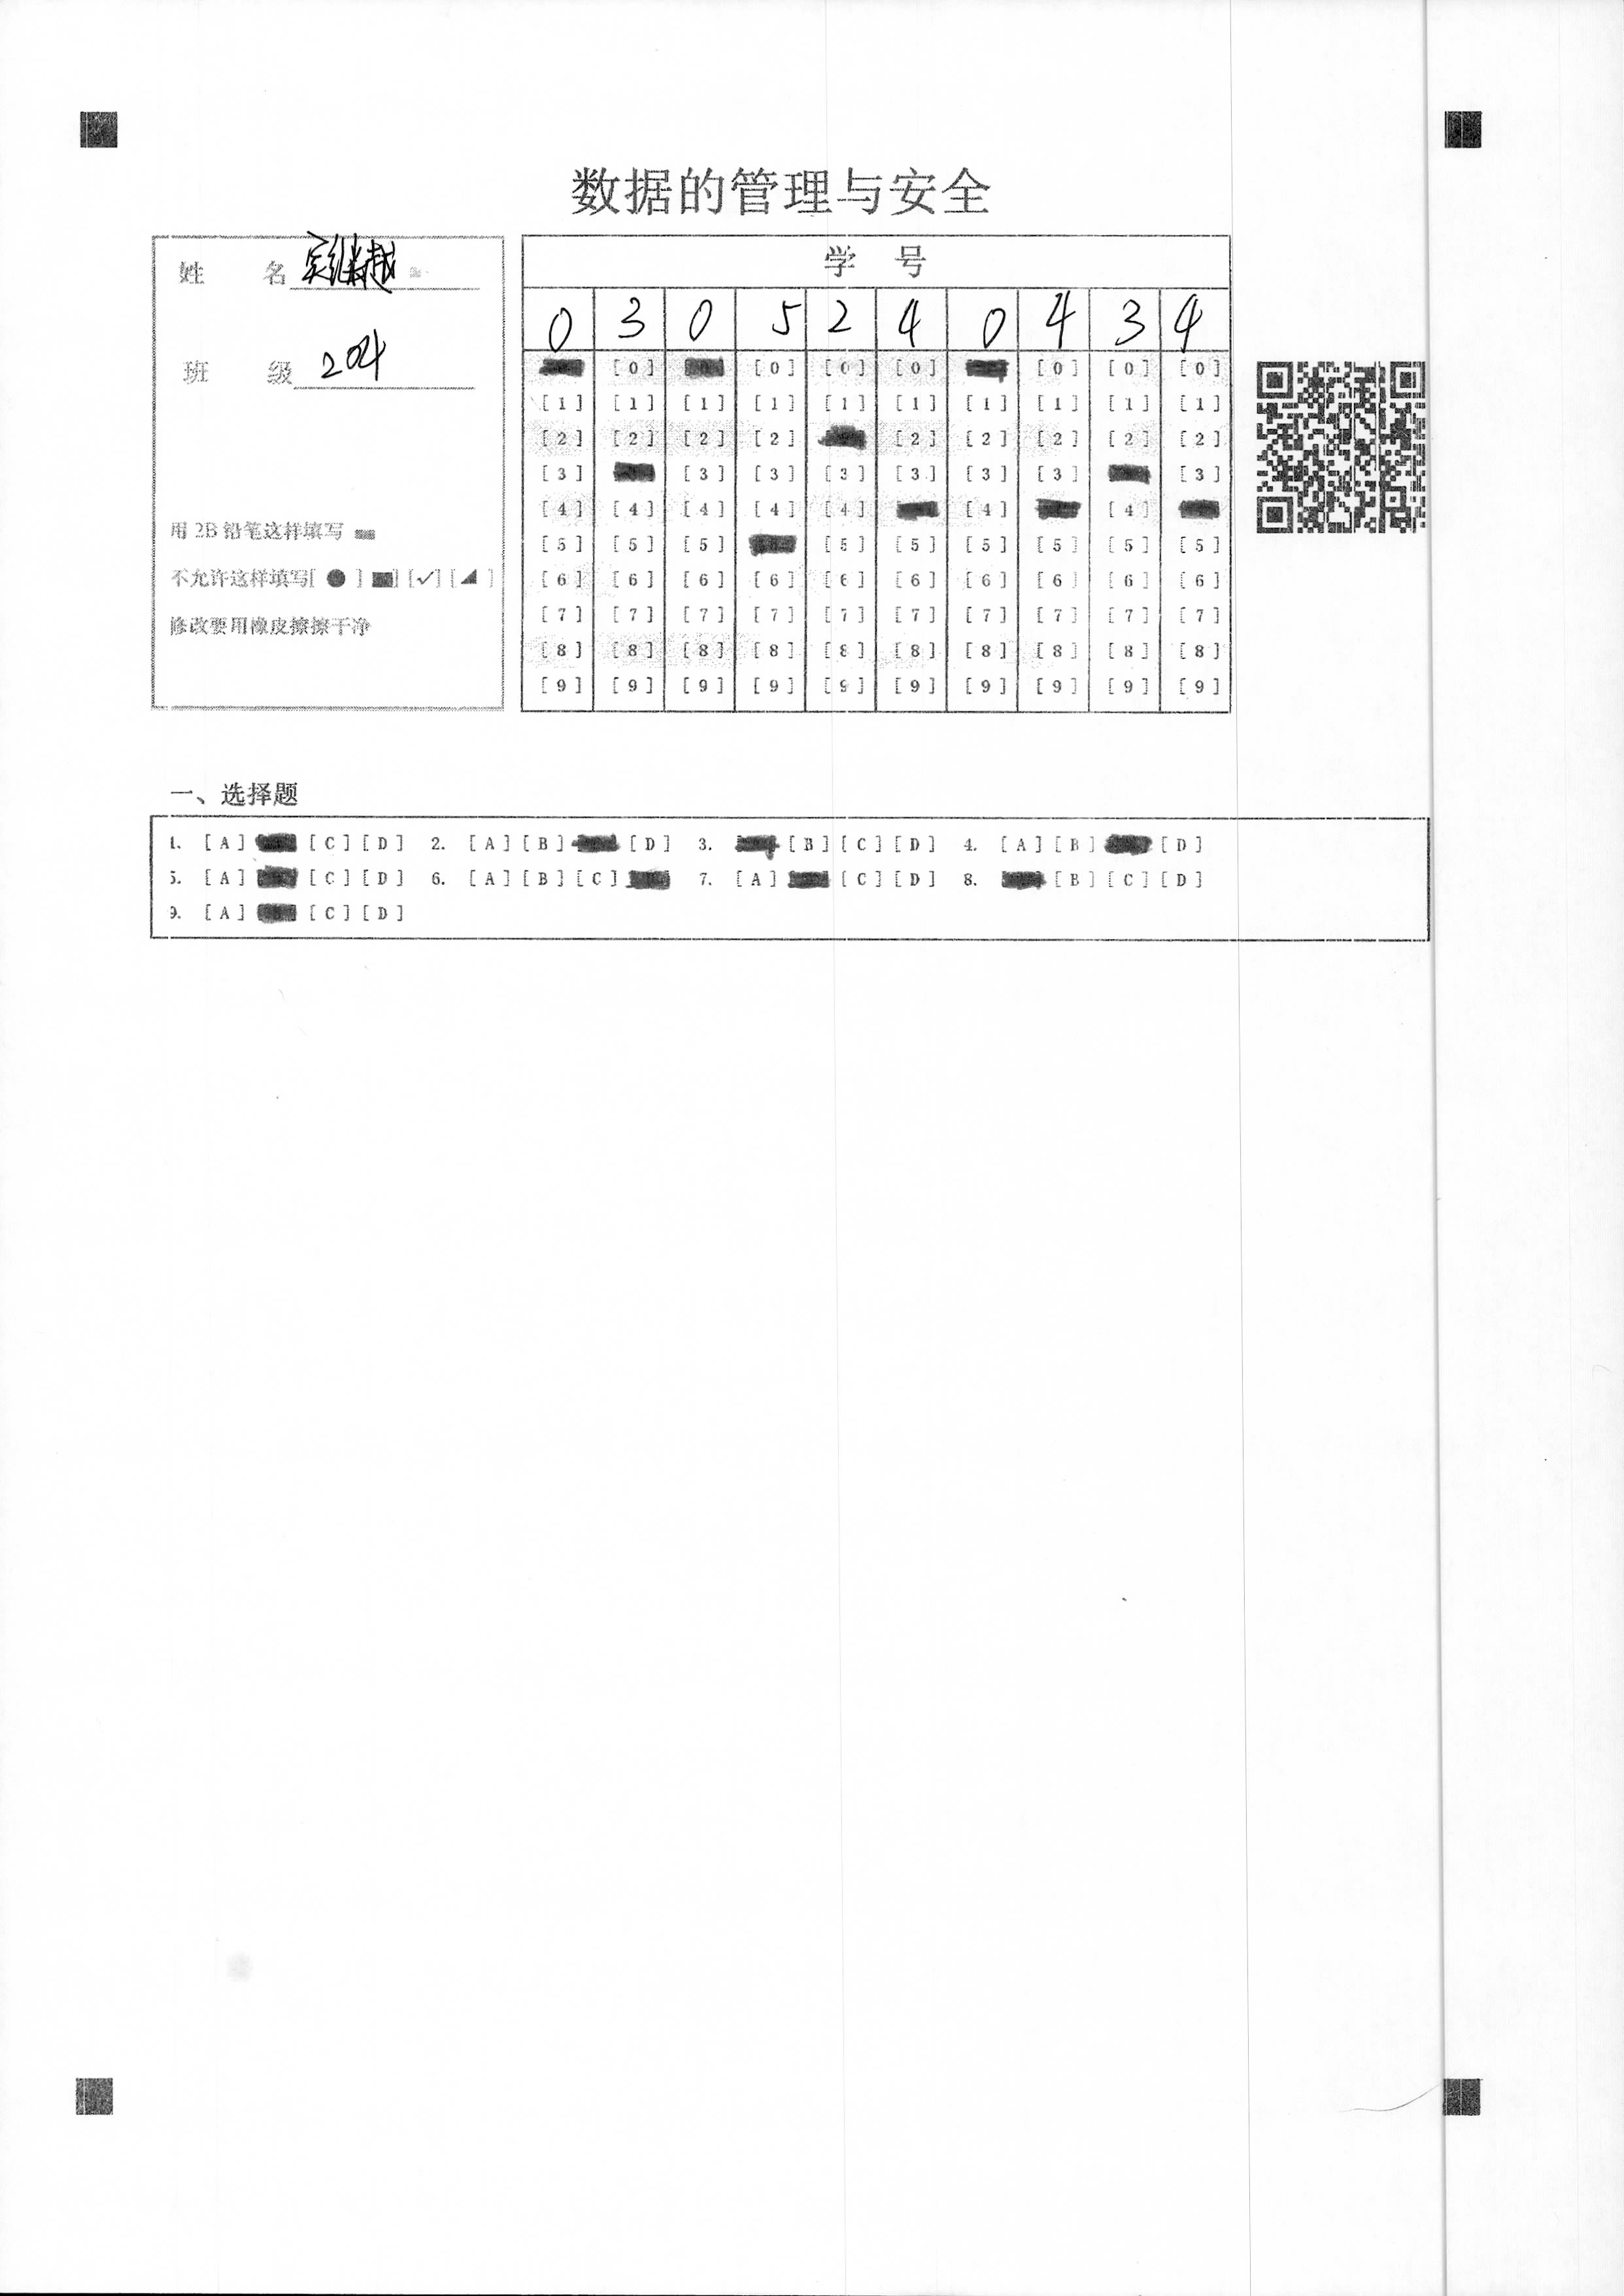 数据的管理与安全
姓 名
班 级 204
用 2B 铅笔这样填写
不允许这样填写[ ● ] ■] [✓] [◢ ]
修改要用橡皮擦擦干净
学 号
0 3 0 5 2 4 0 4 3 4
[0] [0] [0] [0] [0] [0] [0]
[1] [1] [1] [1] [1] [1] [1] [1] [1] [1]
[2] [2] [2] [2] [2] [2] [2] [2] [2]
[3] [3] [3] [3] [3] [3] [3] [3]
[4] [4] [4] [4] [4] [4] [4]
[5] [5] [5] [5] [5] [5] [5] [5] [5]
[6] [6] [6] [6] [6] [6] [6] [6] [6] [6]
[7] [7] [7] [7] [7] [7] [7] [7] [7] [7]
[8] [8] [8] [8] [8] [8] [8] [8] [8] [8]
[9] [9] [9] [9] [9] [9] [9] [9] [9] [9]
一、选择题
1. [A] [C] [D] 2. [A] [B] [D] 3. [B] [C] [D] 4. [A] [B] [D]
5. [A] [C] [D] 6. [A] [B] [C] 7. [A] [C] [D] 8. [B] [C] [D]
9. [A] [C] [D]